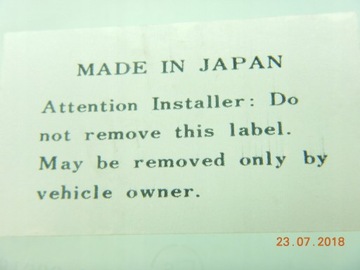 MADE IN JAPAN
Attention Installer: Do
not remove this label.
May be removed only by
vehicle owner.
23.07.2018